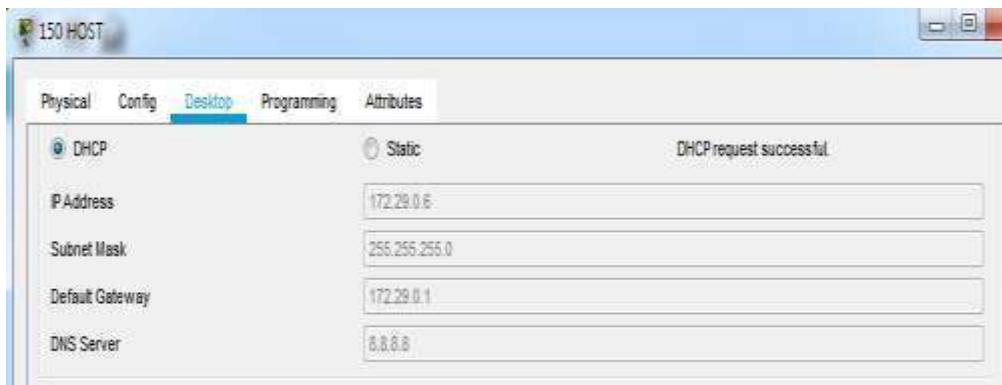 150 HOST
Physical Config Desktop Programming Attributes
DHCP Static DHCP request successful.
IP Address 172.29.0.6
Subnet Mask 255.255.255.0
Default Gateway 172.29.0.1
DNS Server 8.8.8.8